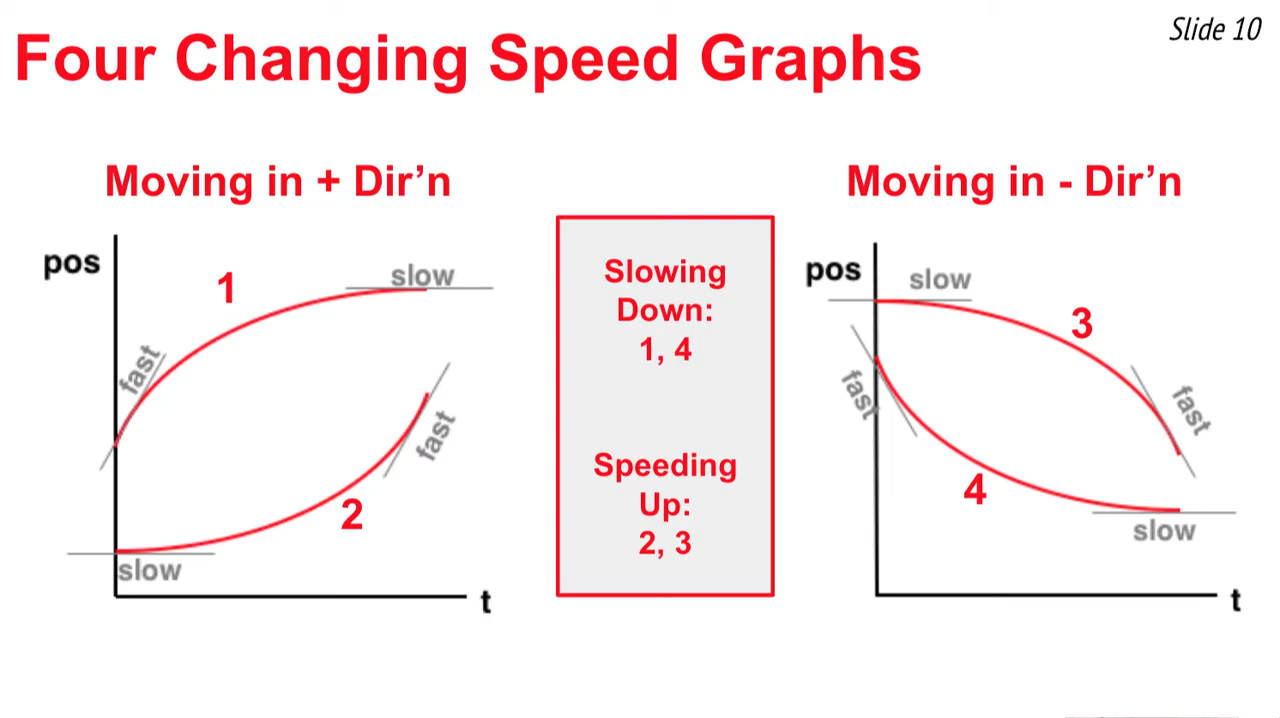 Slide 10
Four Changing Speed Graphs
Moving in + Dir’n
pos
1
slow
fast
2
fast
slow
t
Slowing
Down:
1, 4
Speeding
Up:
2, 3
Moving in - Dir’n
pos
slow
3
fast
fast
4
slow
t